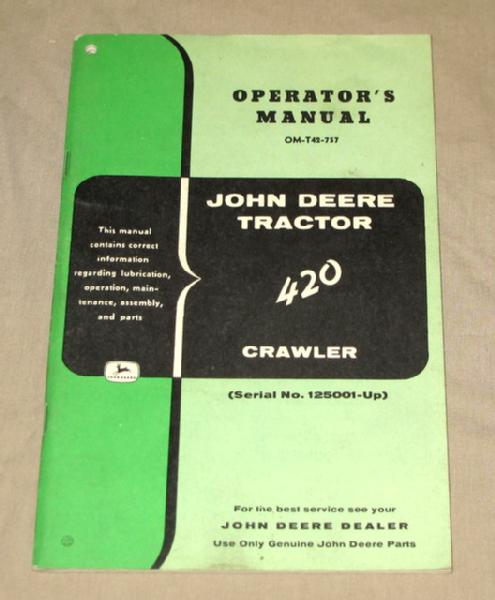 OPERATOR'S
MANUAL
OM-T42-757
JOHN DEERE
TRACTOR
420
CRAWLER
(Serial No. 125001-Up)
This manual
contains correct
information
regarding lubrication,
operation, main-
tenance, assembly,
and parts
For the best service see your
JOHN DEERE DEALER
Use Only Genuine John Deere Parts